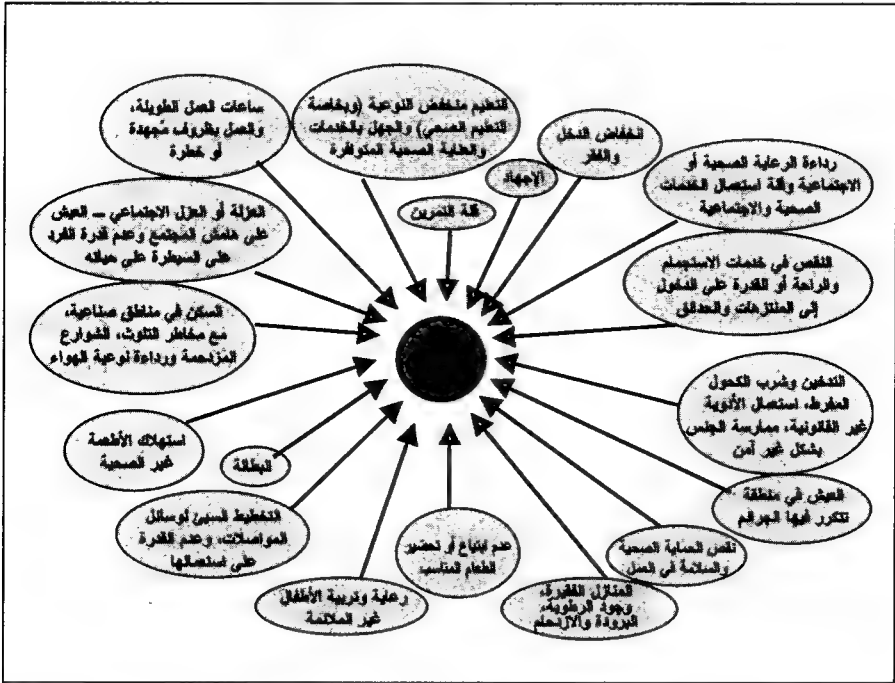 ساعات العمل الطويلة،
والعمل بظروف مجهدة
أو خطرة
التعليم منخفض النوعية (وبخاصة
التعليم الصحي) والجهل بالخدمات
والعناية الصحية المتوافرة
الإجهاد
انخفاض الدخل
والفقر
رداءة الرعاية الصحية أو
الاجتماعية وقلة استعمال الخدمات
الصحية والاجتماعية
قلة التمرين
العزلة أو العزل الاجتماعي – العيش
على هامش المجتمع وعدم قدرة الفرد
على السيطرة على حياته
النقص في خدمات الاستجمام
والراحة أو القدرة على الدخول
إلى المنتزهات والحدائق
السكن في مناطق صناعية،
مع مخاطر التلوث، الشوارع
المزدحمة ورداءة نوعية الهواء
التدخين وشرب الكحول
المفرط، استعمال الأدوية
غير القانونية، ممارسة الجنس
بشكل غير آمن
استهلاك الأطعمة
غير الصحية
البطالة
العيش في منطقة
تتكرر فيها الجرائم
التخطيط السيئ لوسائل
المواصلات، وعدم القدرة
على استعمالها
عدم ابتياع أو تحضير
الطعام المناسب
نقص الحماية الصحية
والسلامة في العمل
رعاية وتربية الأطفال
غير الملائمة
المنازل الفقيرة،
وجود الرطوبة،
البرودة والازدحام